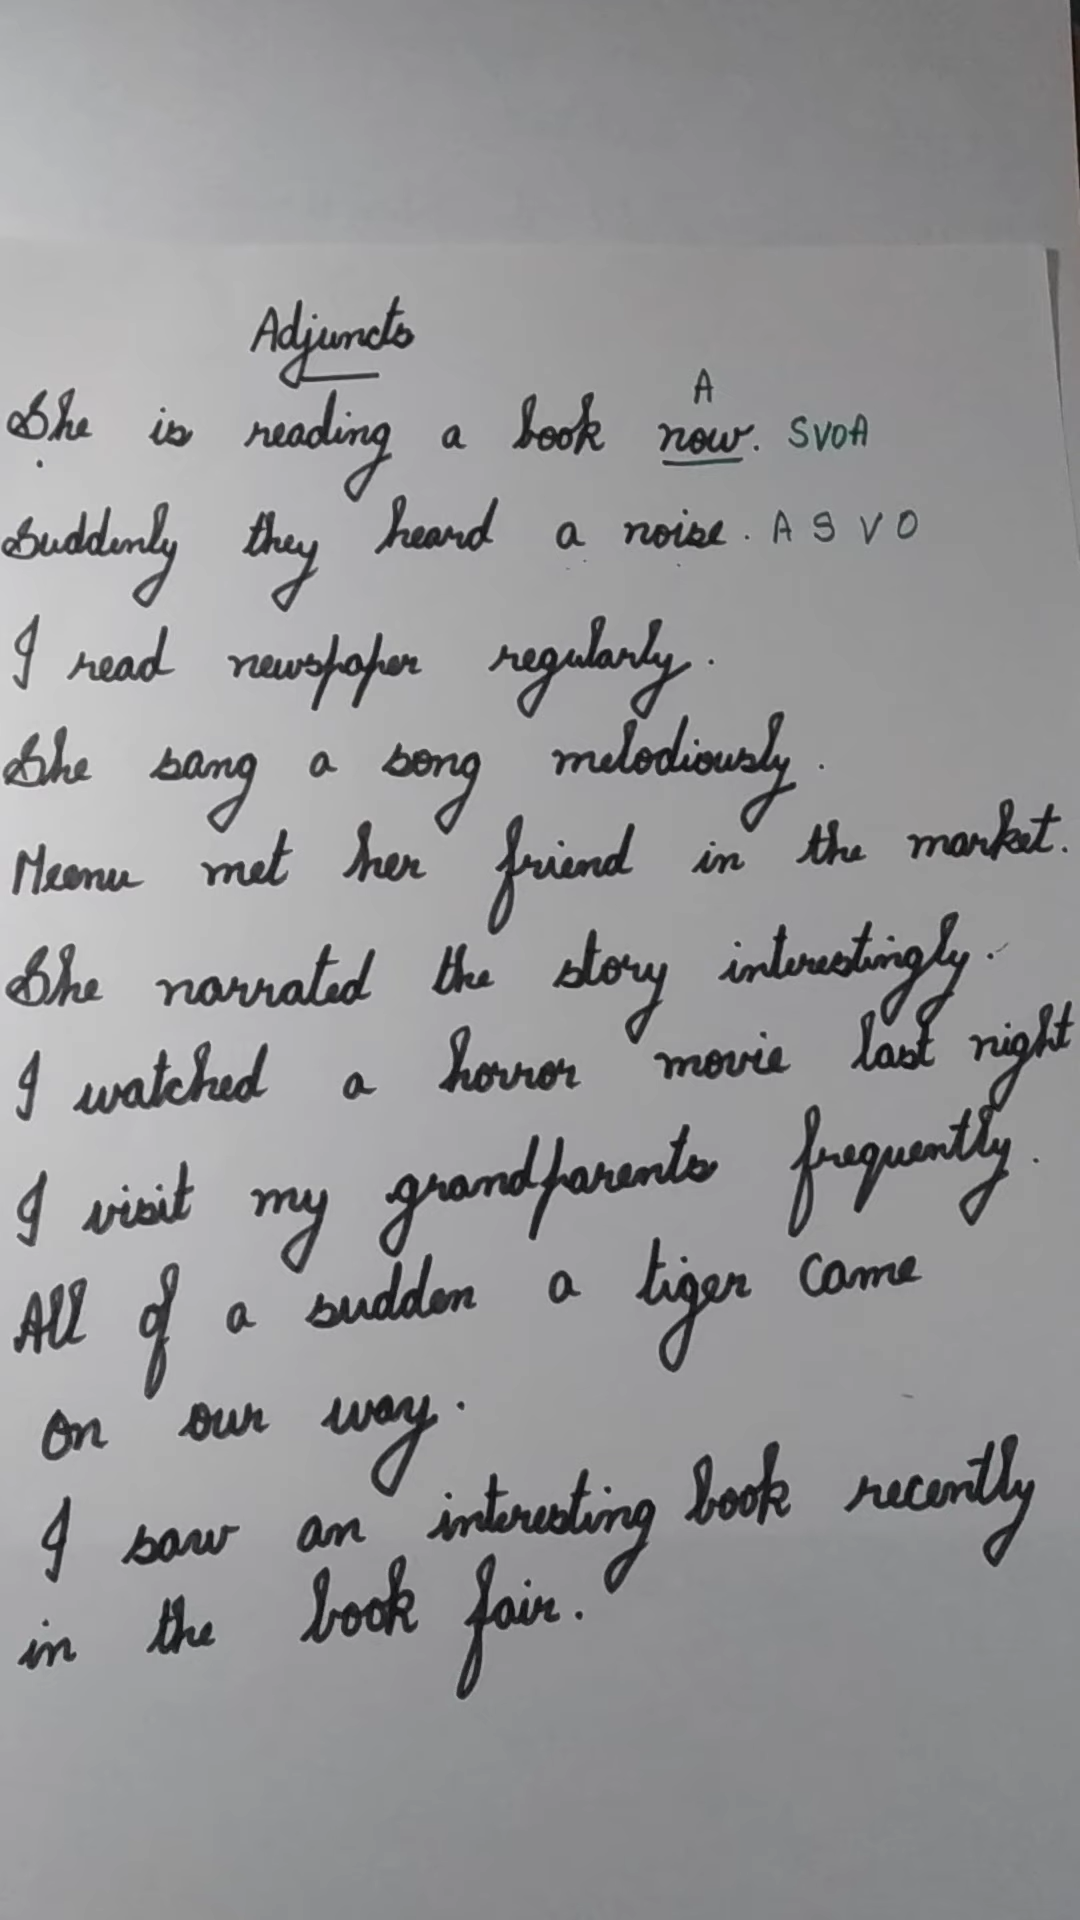 Adjuncts
A
She is reading a book now. SVOA
Suddenly they heard a noise. A S V O
I read newspaper regularly.
She sang a song melodiously.
Meenu met her friend in the market.
She narrated the story interestingly.
I watched a horror movie last night
I visit my grandparents frequently.
All of a sudden a tiger came
on our way.
I saw an interesting book recently
in the book fair.